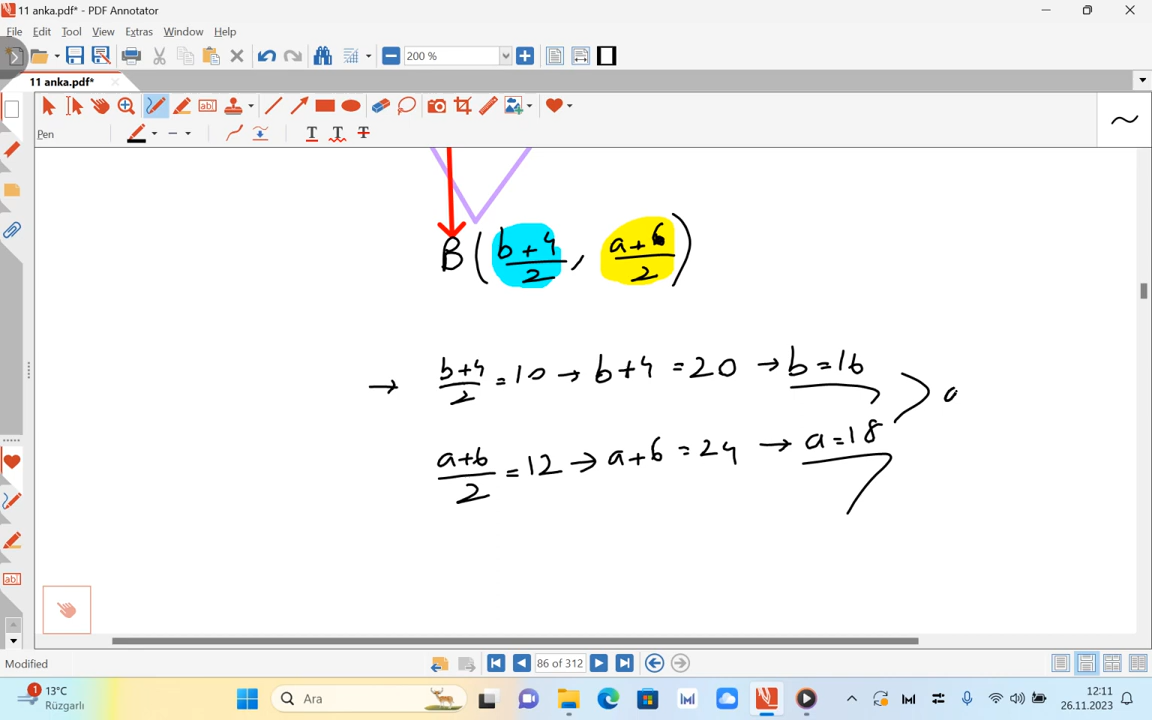 11 anka.pdf* - PDF Annotator
File Edit Tool View Extras Window Help
200 %
11 anka.pdf*
Pen
B ( b+4/2 , a+6/2 )
→ b+4/2 = 10 → b+4 = 20 → b = 16
a+6/2 = 12 → a+6 = 24 → a = 18
Modified
86 of 312
1
13°C
Rüzgarlı
Ara
12:11
26.11.2023